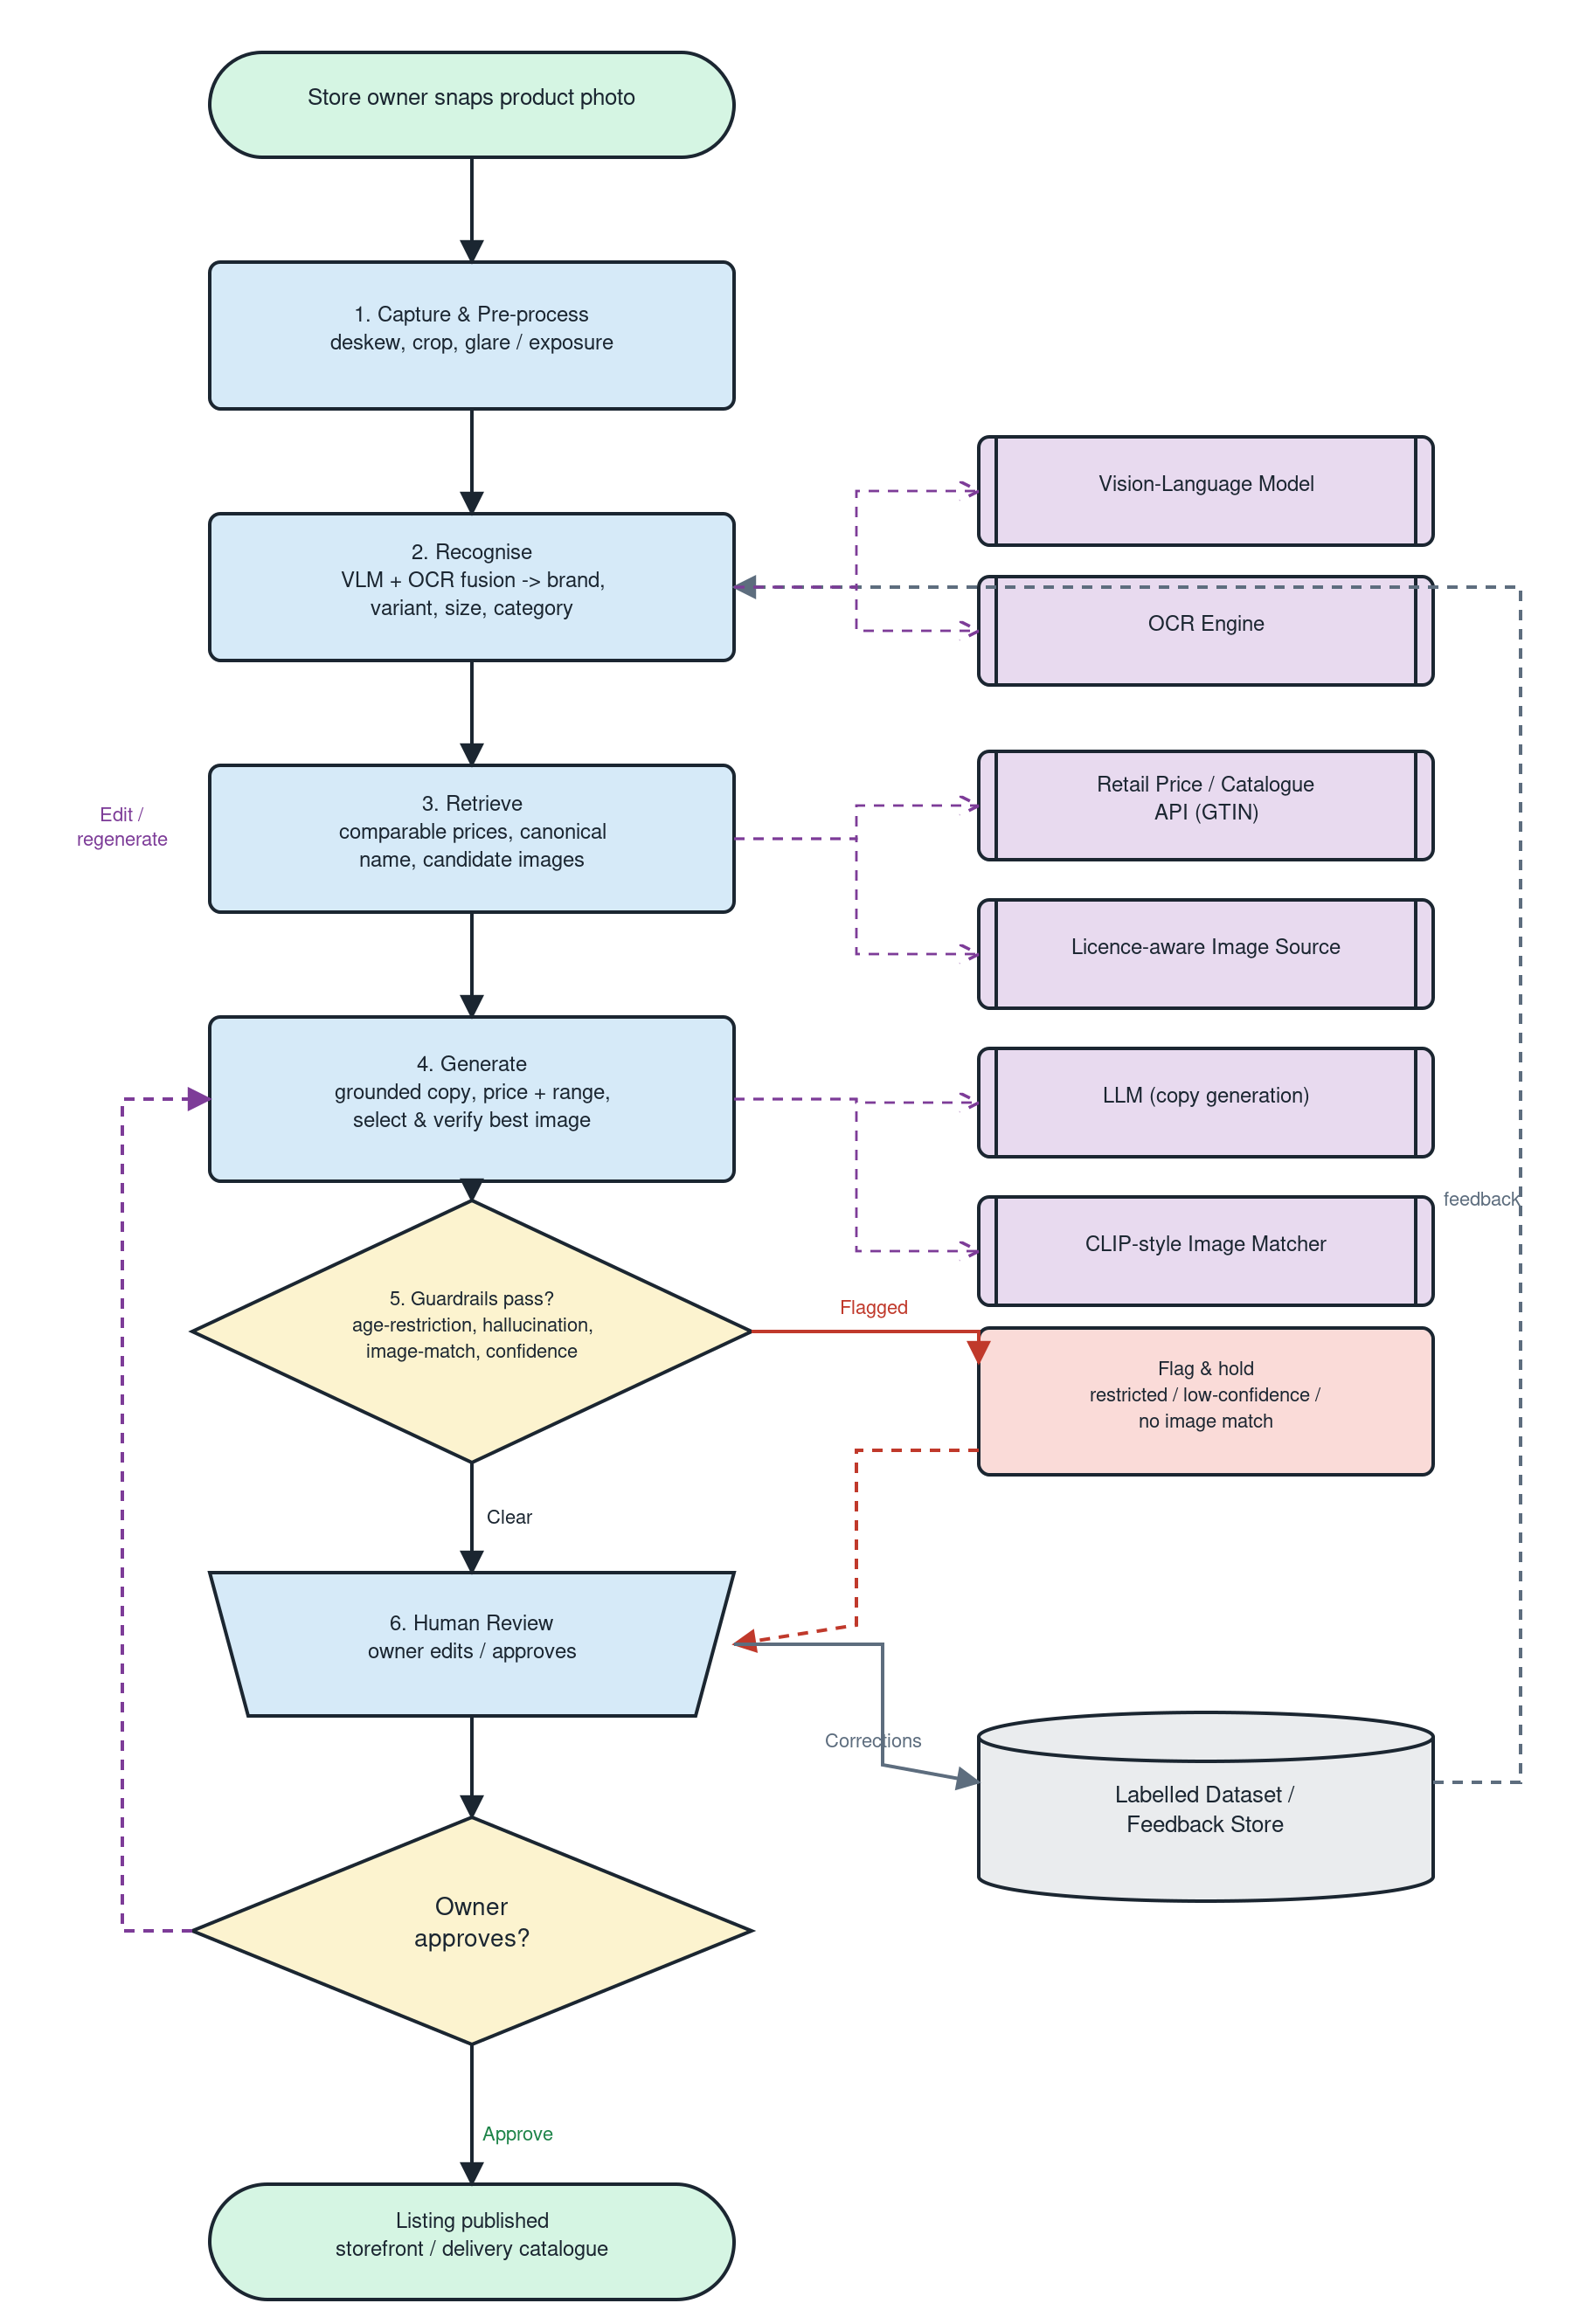 Store owner snaps product photo
1. Capture & Pre-process
deskew, crop, glare / exposure
Vision-Language Model
2. Recognise
VLM + OCR fusion -> brand,
variant, size, category
OCR Engine
Edit /
regenerate
3. Retrieve
comparable prices, canonical
name, candidate images
Retail Price / Catalogue
API (GTIN)
Licence-aware Image Source
4. Generate
grounded copy, price + range,
select & verify best image
LLM (copy generation)
feedback
CLIP-style Image Matcher
5. Guardrails pass?
age-restriction, hallucination,
image-match, confidence
Flagged
Flag & hold
restricted / low-confidence /
no image match
Clear
6. Human Review
owner edits / approves
Corrections
Labelled Dataset /
Feedback Store
Owner
approves?
Approve
Listing published
storefront / delivery catalogue